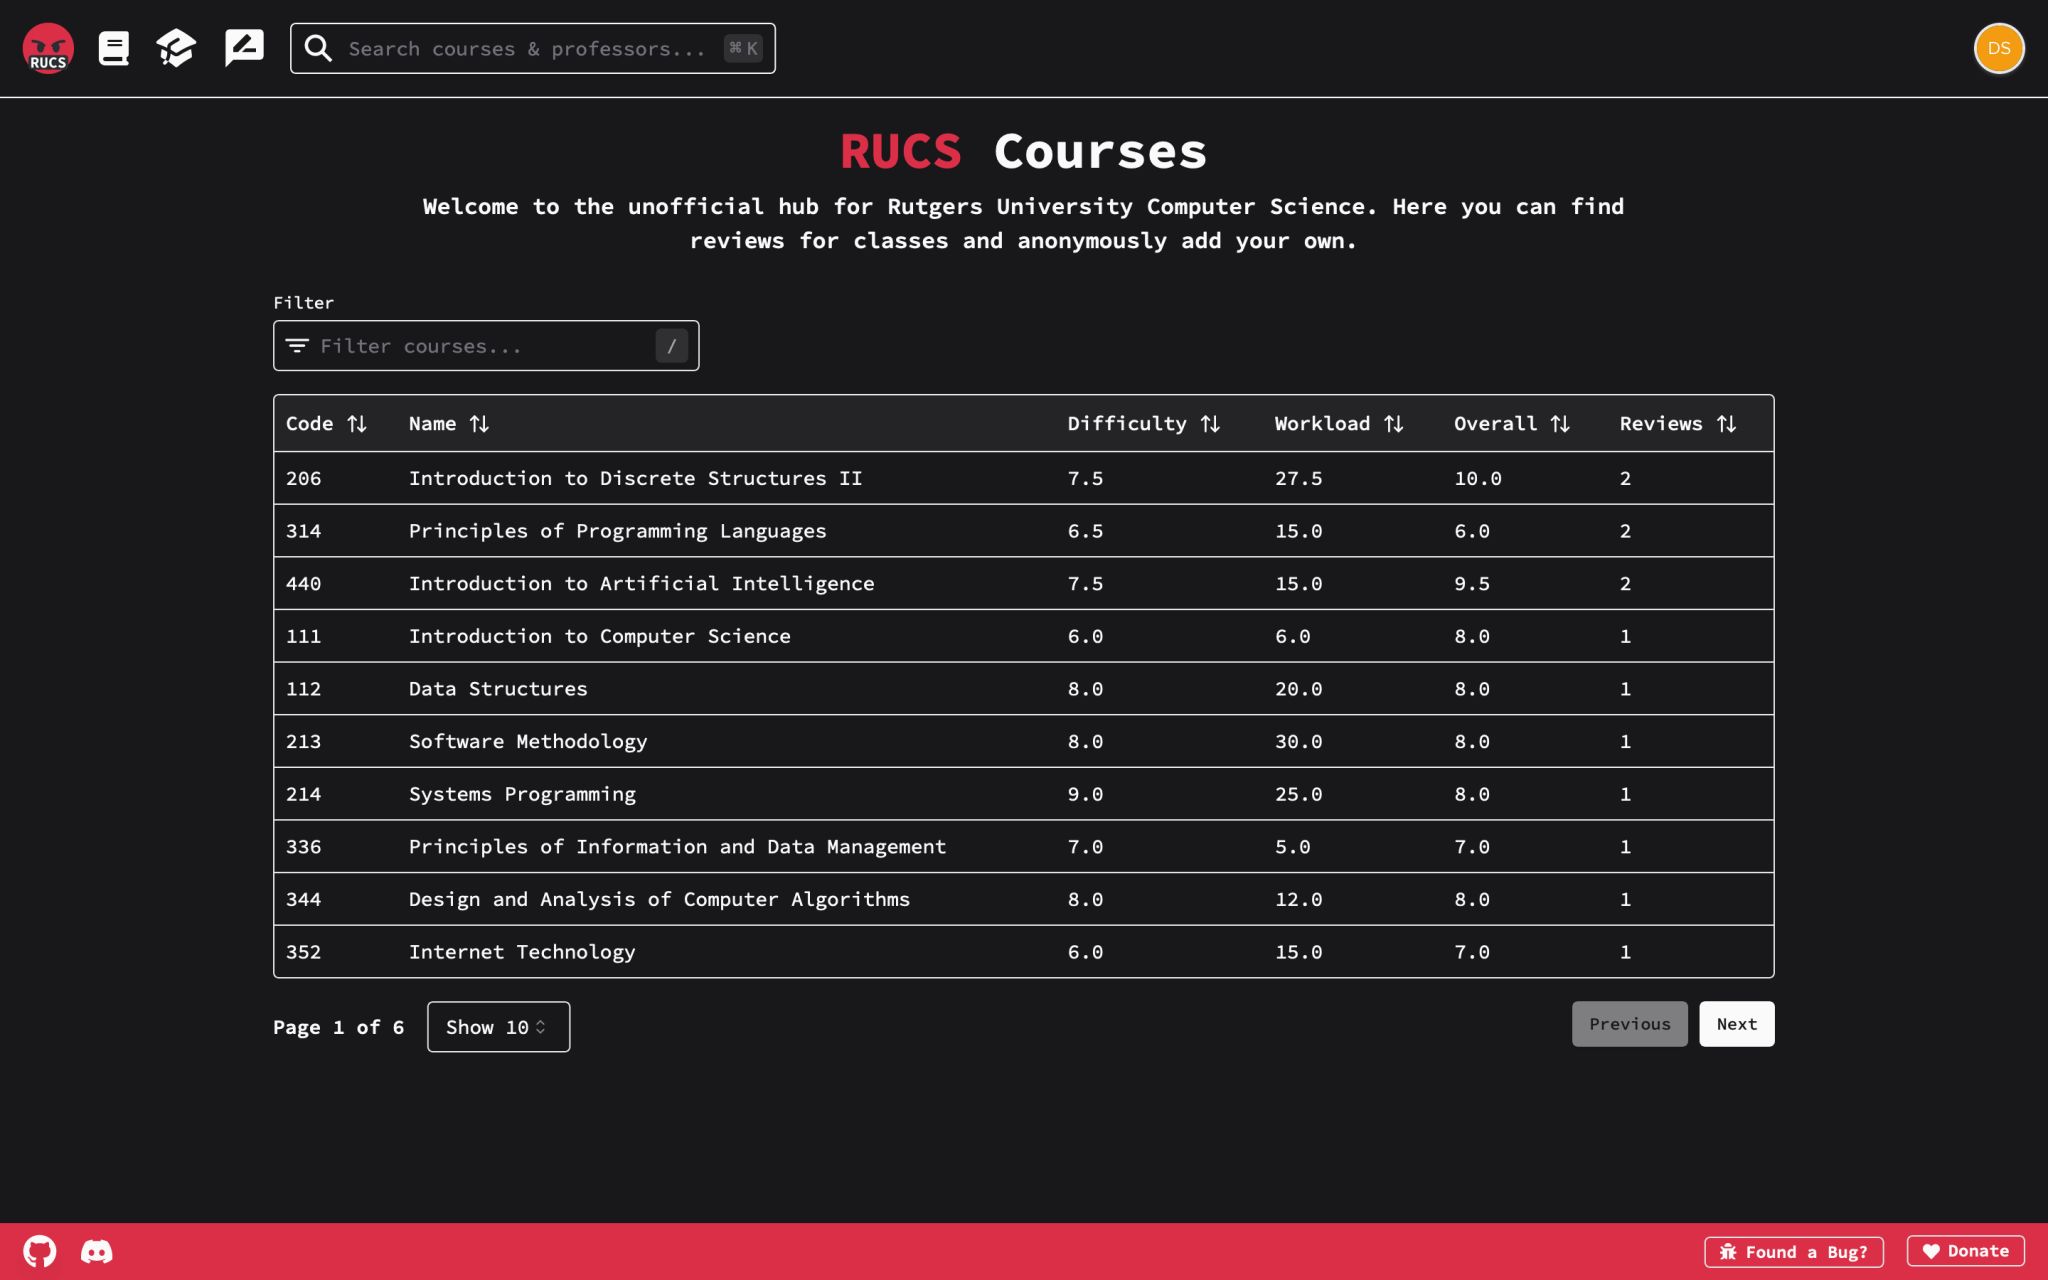 RUCS
Search courses & professors... ⌘ K
DS
RUCS Courses
Welcome to the unofficial hub for Rutgers University Computer Science. Here you can find
reviews for classes and anonymously add your own.
Filter
Filter courses... /
Code Name Difficulty Workload Overall Reviews
206 Introduction to Discrete Structures II 7.5 27.5 10.0 2
314 Principles of Programming Languages 6.5 15.0 6.0 2
440 Introduction to Artificial Intelligence 7.5 15.0 9.5 2
111 Introduction to Computer Science 6.0 6.0 8.0 1
112 Data Structures 8.0 20.0 8.0 1
213 Software Methodology 8.0 30.0 8.0 1
214 Systems Programming 9.0 25.0 8.0 1
336 Principles of Information and Data Management 7.0 5.0 7.0 1
344 Design and Analysis of Computer Algorithms 8.0 12.0 8.0 1
352 Internet Technology 6.0 15.0 7.0 1
Page 1 of 6 Show 10 Previous Next
Found a Bug? Donate